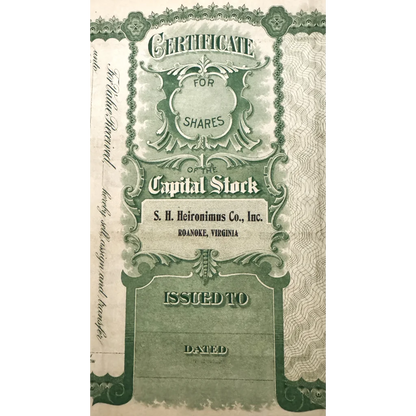 CERTIFICATE
FOR
SHARES
OF THE
Capital Stock
S. H. Heironimus Co., Inc.
ROANOKE, VIRGINIA
ISSUED TO
DATED
For Value Received,
hereby sell, assign and transfer
unto